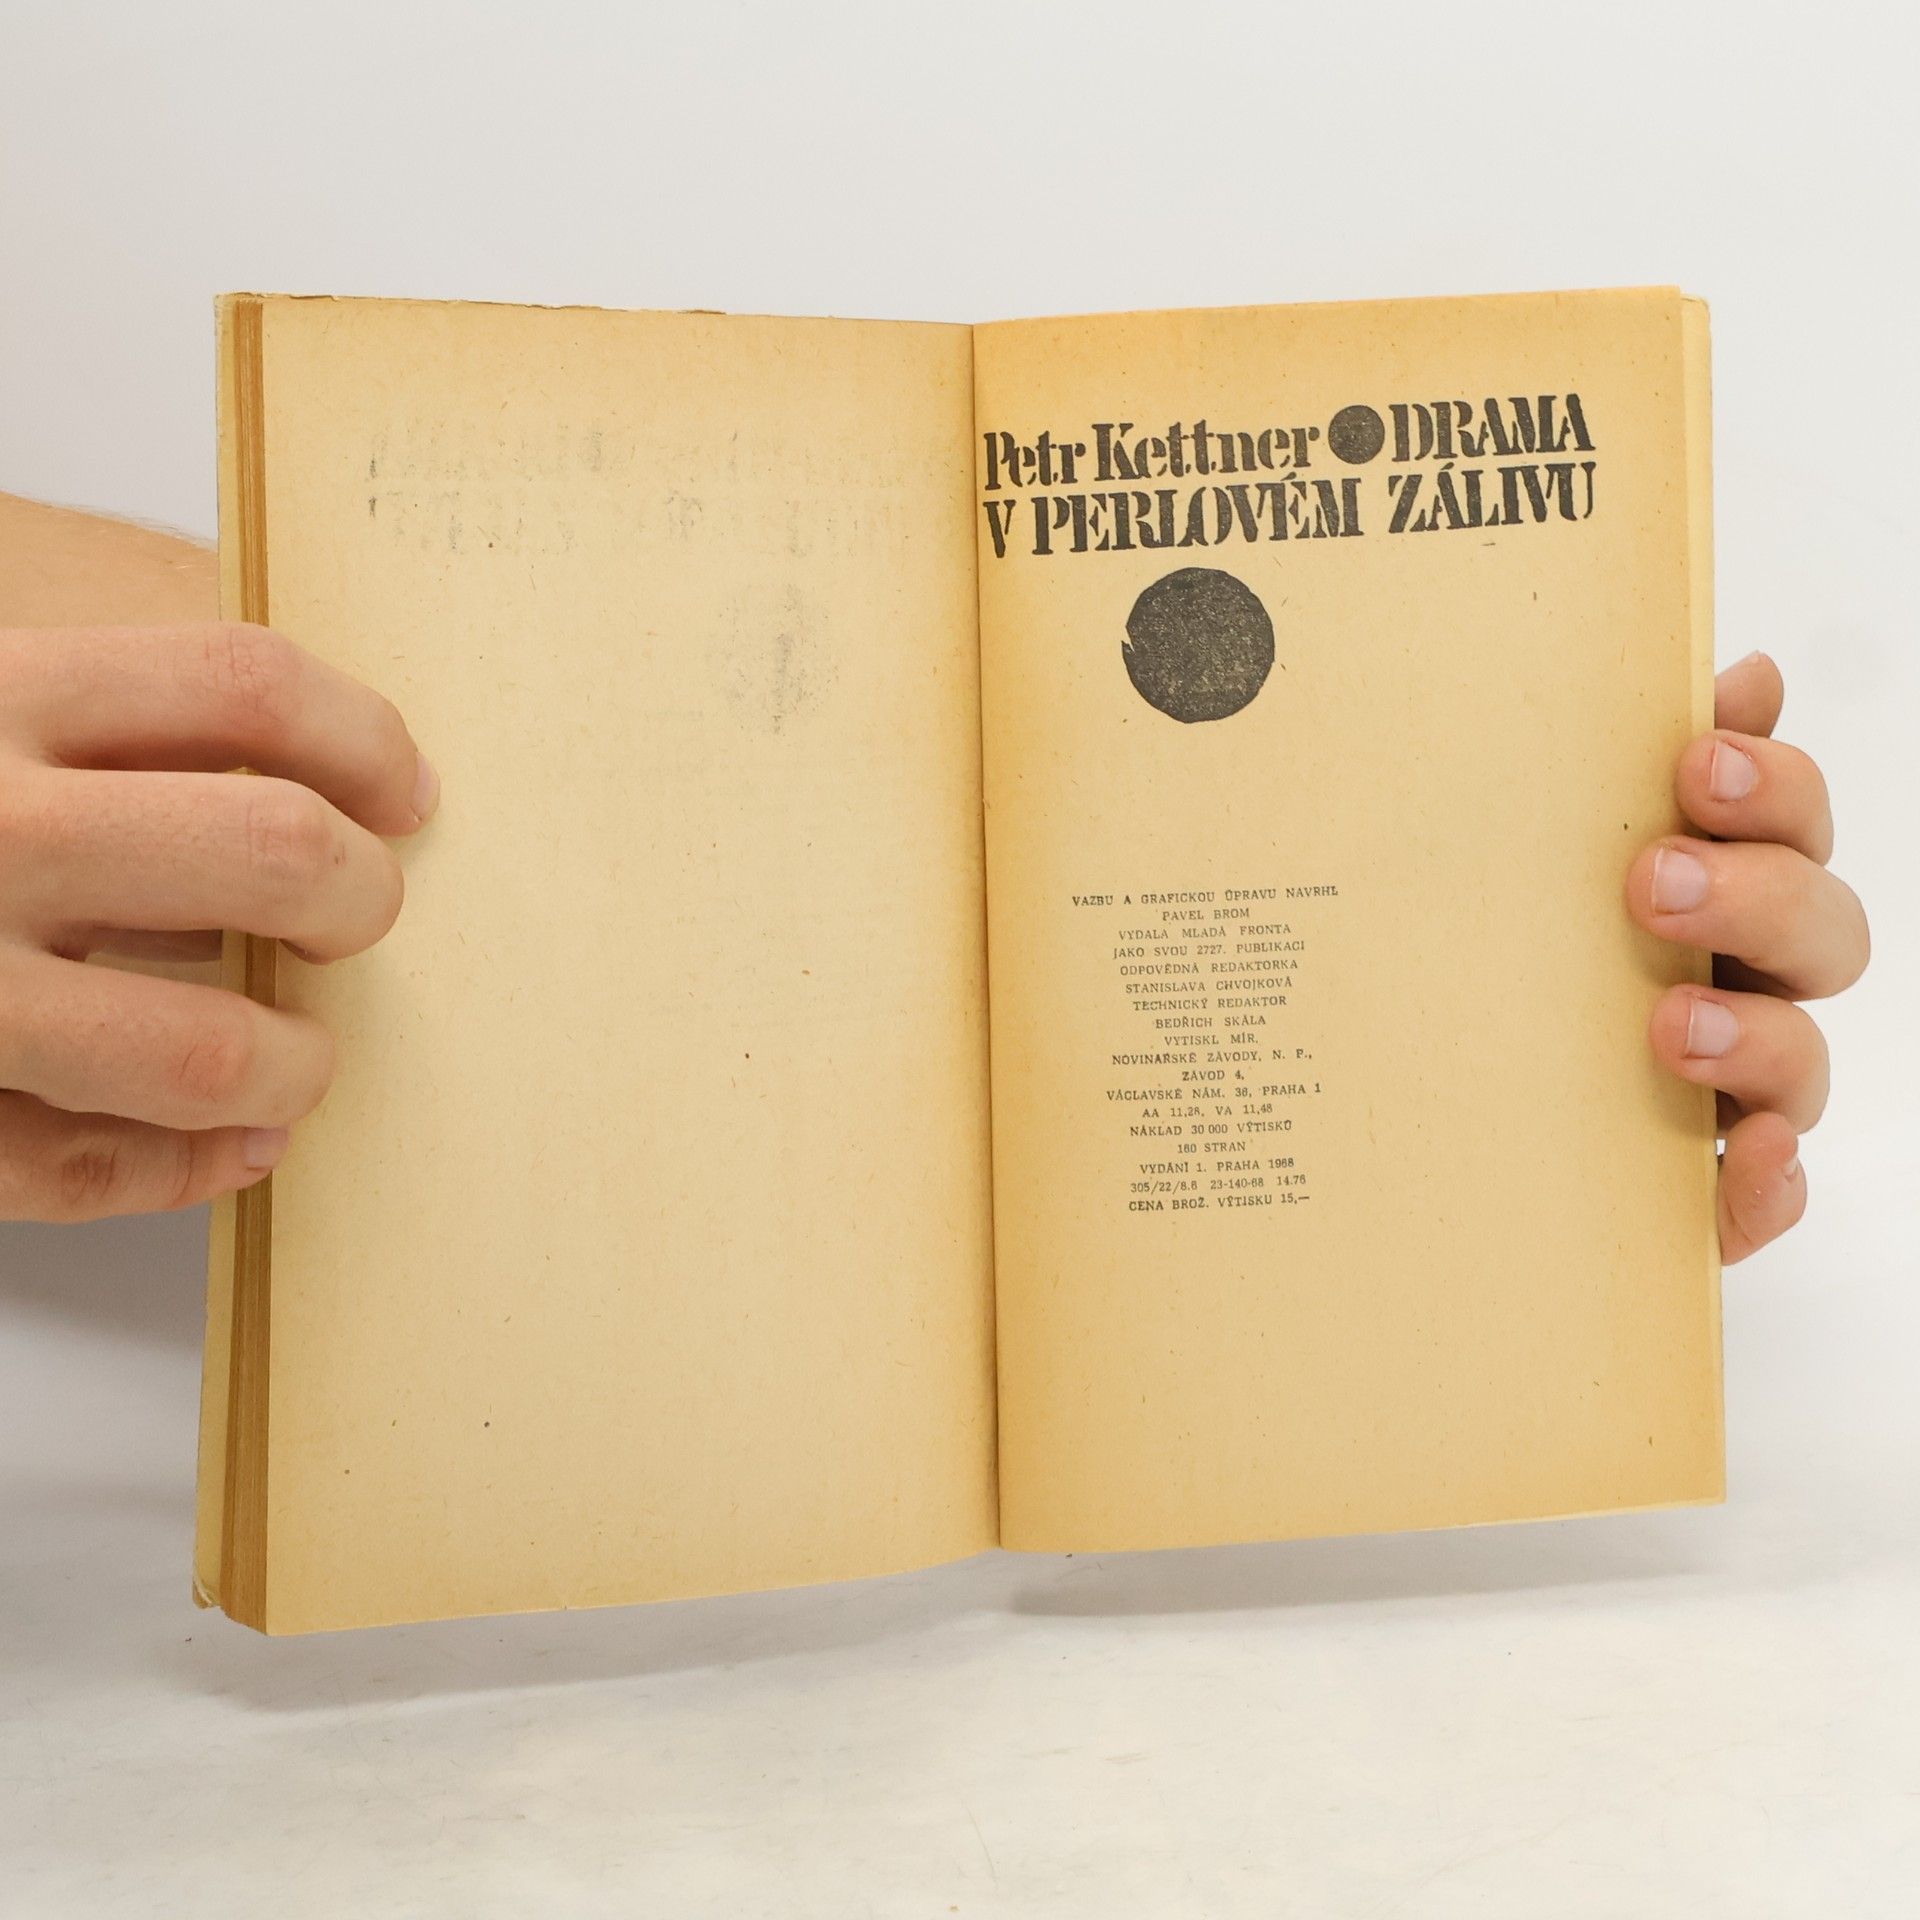 Petr Kettner ● DRAMA
V PERLOVÉM ZÁLIVU
VAZBU A GRAFICKOU ÚPRAVU NAVRHL
PAVEL BROM
VYDALA MLADÁ FRONTA
JAKO SVOU 2727. PUBLIKACI
ODPOVĚDNÁ REDAKTORKA
STANISLAVA CHVOJKOVÁ
TECHNICKÝ REDAKTOR
BEDŘICH SKÁLA
VYTISKL MÍR,
NOVINÁŘSKÉ ZÁVODY, N. P.,
ZÁVOD 4,
VÁCLAVSKÉ NÁM. 36, PRAHA 1
AA 11,28, VA 11,48
NÁKLAD 30 000 VÝTISKŮ
160 STRAN
VYDÁNÍ 1. PRAHA 1968
305/22/8.6 23-140-68 14.76
CENA BROŽ. VÝTISKU 15,—